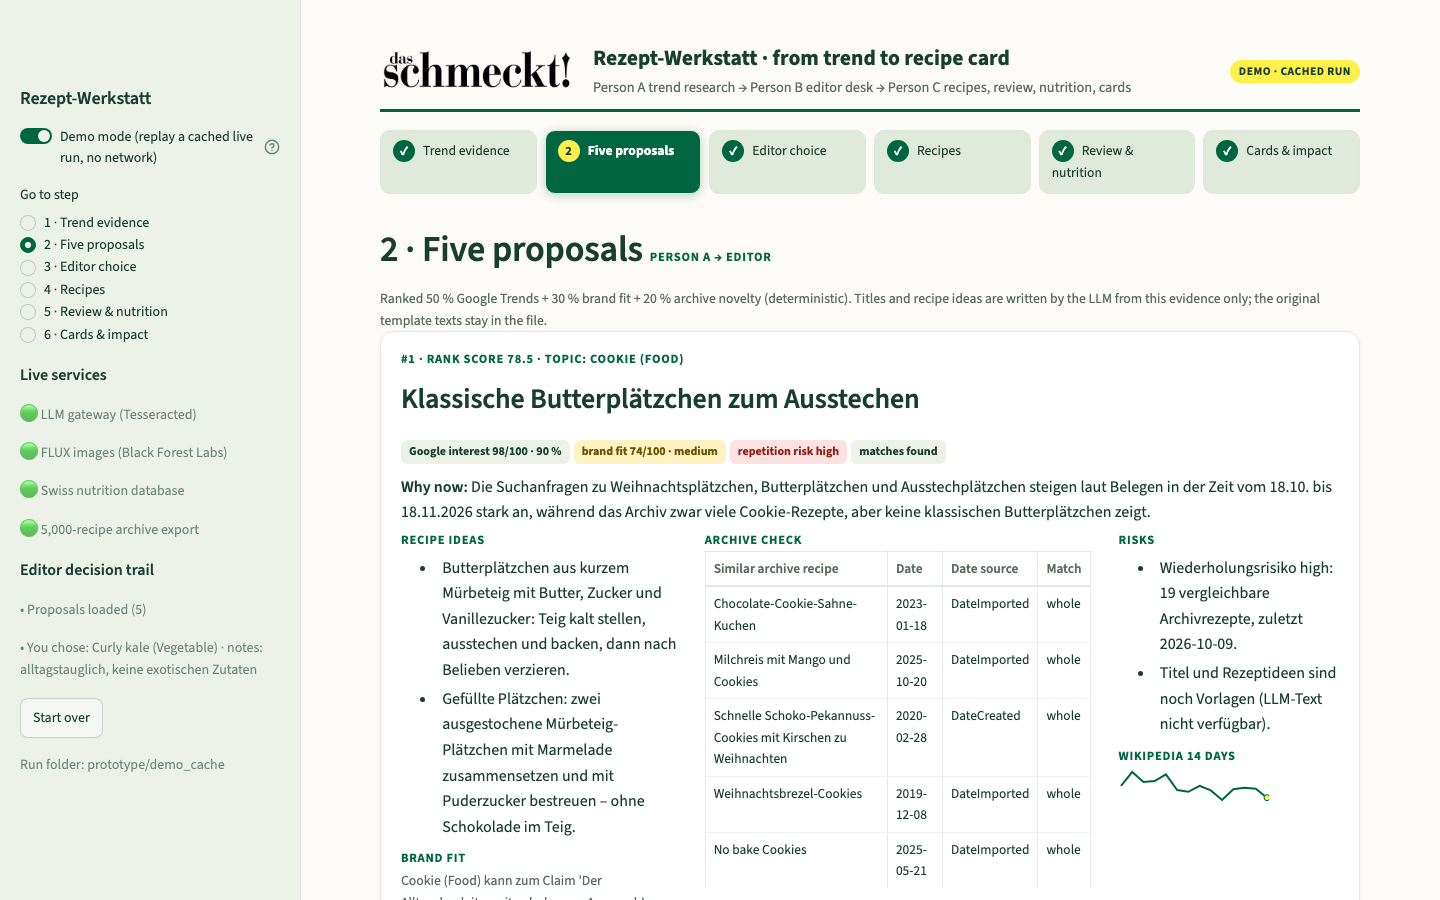 Rezept-Werkstatt
Demo mode (replay a cached live
run, no network)
?
Go to step
1 · Trend evidence
2 · Five proposals
3 · Editor choice
4 · Recipes
5 · Review & nutrition
6 · Cards & impact
Live services
LLM gateway (Tesseracted)
FLUX images (Black Forest Labs)
Swiss nutrition database
5,000-recipe archive export
Editor decision trail
• Proposals loaded (5)
• You chose: Curly kale (Vegetable) · notes:
alltagstauglich, keine exotischen Zutaten
Start over
Run folder: prototype/demo_cache
das
schmeckt!
Rezept-Werkstatt · from trend to recipe card
Person A trend research → Person B editor desk → Person C recipes, review, nutrition, cards
DEMO · CACHED RUN
✓ Trend evidence
2 Five proposals
✓ Editor choice
✓ Recipes
✓ Review &
nutrition
✓ Cards & impact
2 · Five proposals PERSON A → EDITOR
Ranked 50 % Google Trends + 30 % brand fit + 20 % archive novelty (deterministic). Titles and recipe ideas are written by the LLM from this evidence only; the original
template texts stay in the file.
#1 · RANK SCORE 78.5 · TOPIC: COOKIE (FOOD)
Klassische Butterplätzchen zum Ausstechen
Google interest 98/100 · 90 % brand fit 74/100 · medium repetition risk high matches found
Why now: Die Suchanfragen zu Weihnachtsplätzchen, Butterplätzchen und Ausstechplätzchen steigen laut Belegen in der Zeit vom 18.10. bis
18.11.2026 stark an, während das Archiv zwar viele Cookie-Rezepte, aber keine klassischen Butterplätzchen zeigt.
RECIPE IDEAS
• Butterplätzchen aus kurzem
Mürbeteig mit Butter, Zucker und
Vanillezucker: Teig kalt stellen,
ausstechen und backen, dann nach
Belieben verzieren.
• Gefüllte Plätzchen: zwei
ausgestochene Mürbeteig-
Plätzchen mit Marmelade
zusammensetzen und mit
Puderzucker bestreuen – ohne
Schokolade im Teig.
BRAND FIT
Cookie (Food) kann zum Claim 'Der
ARCHIVE CHECK
Similar archive recipe Date Date source Match
Chocolate-Cookie-Sahne- 2023- DateImported whole
Kuchen 01-18
Milchreis mit Mango und 2025- DateImported whole
Cookies 10-20
Schnelle Schoko-Pekannuss- 2020- DateCreated whole
Cookies mit Kirschen zu 02-28
Weihnachten
Weihnachtsbrezel-Cookies 2019- DateImported whole
12-08
No bake Cookies 2025- DateImported whole
05-21
RISKS
• Wiederholungsrisiko high:
19 vergleichbare
Archivrezepte, zuletzt
2026-10-09.
• Titel und Rezeptideen sind
noch Vorlagen (LLM-Text
nicht verfügbar).
WIKIPEDIA 14 DAYS